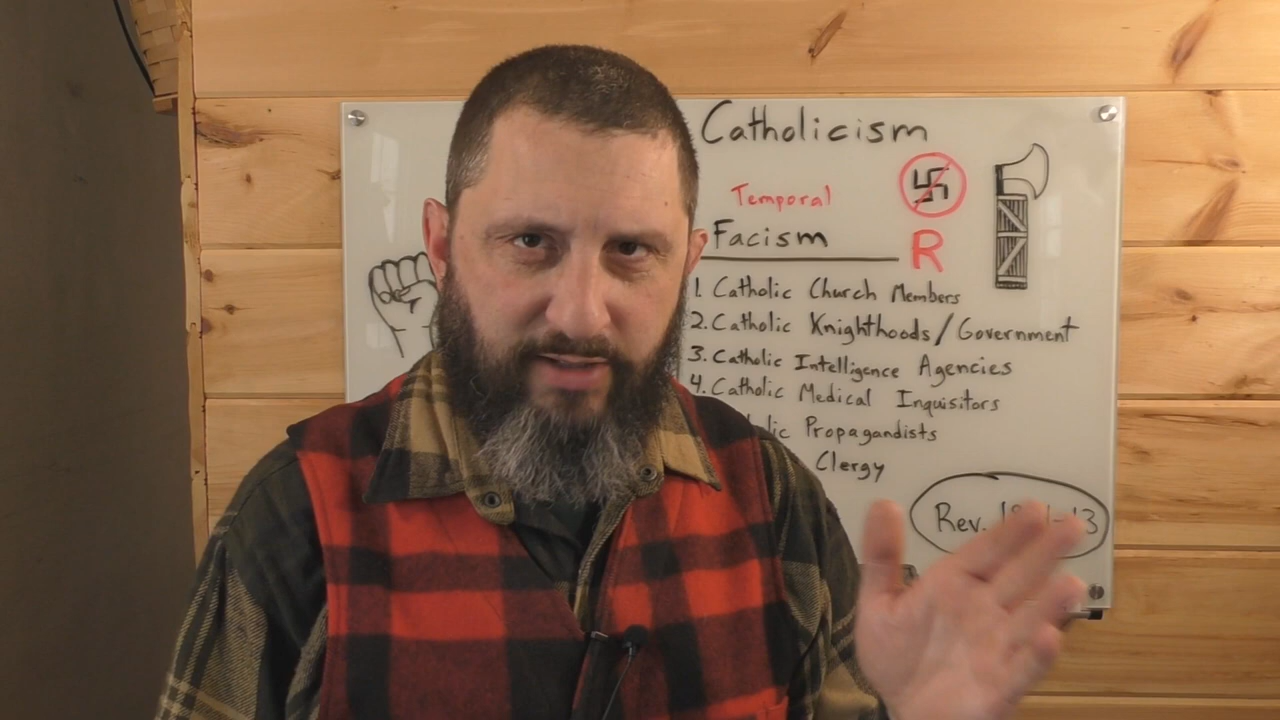 Catholicism
Temporal
Facism
R
1. Catholic Church Members
2. Catholic Knighthoods/Government
3. Catholic Intelligence Agencies
4. Catholic Medical Inquisitors
Propagandists
Clergy
Rev.